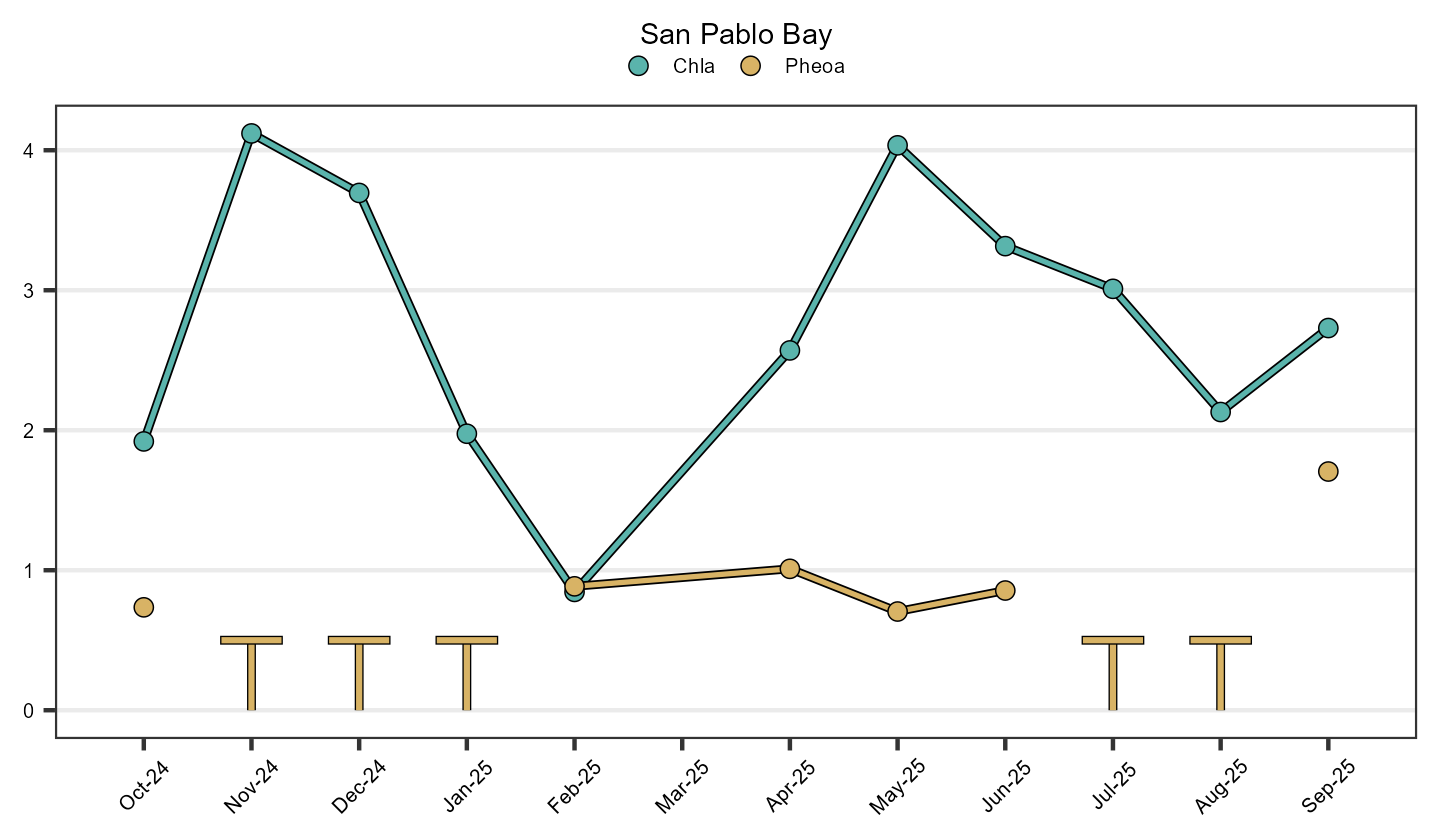 San Pablo Bay
Chla Pheoa
4
3
2
1
0
Oct-24 Nov-24 Dec-24 Jan-25 Feb-25 Mar-25 Apr-25 May-25 Jun-25 Jul-25 Aug-25 Sep-25